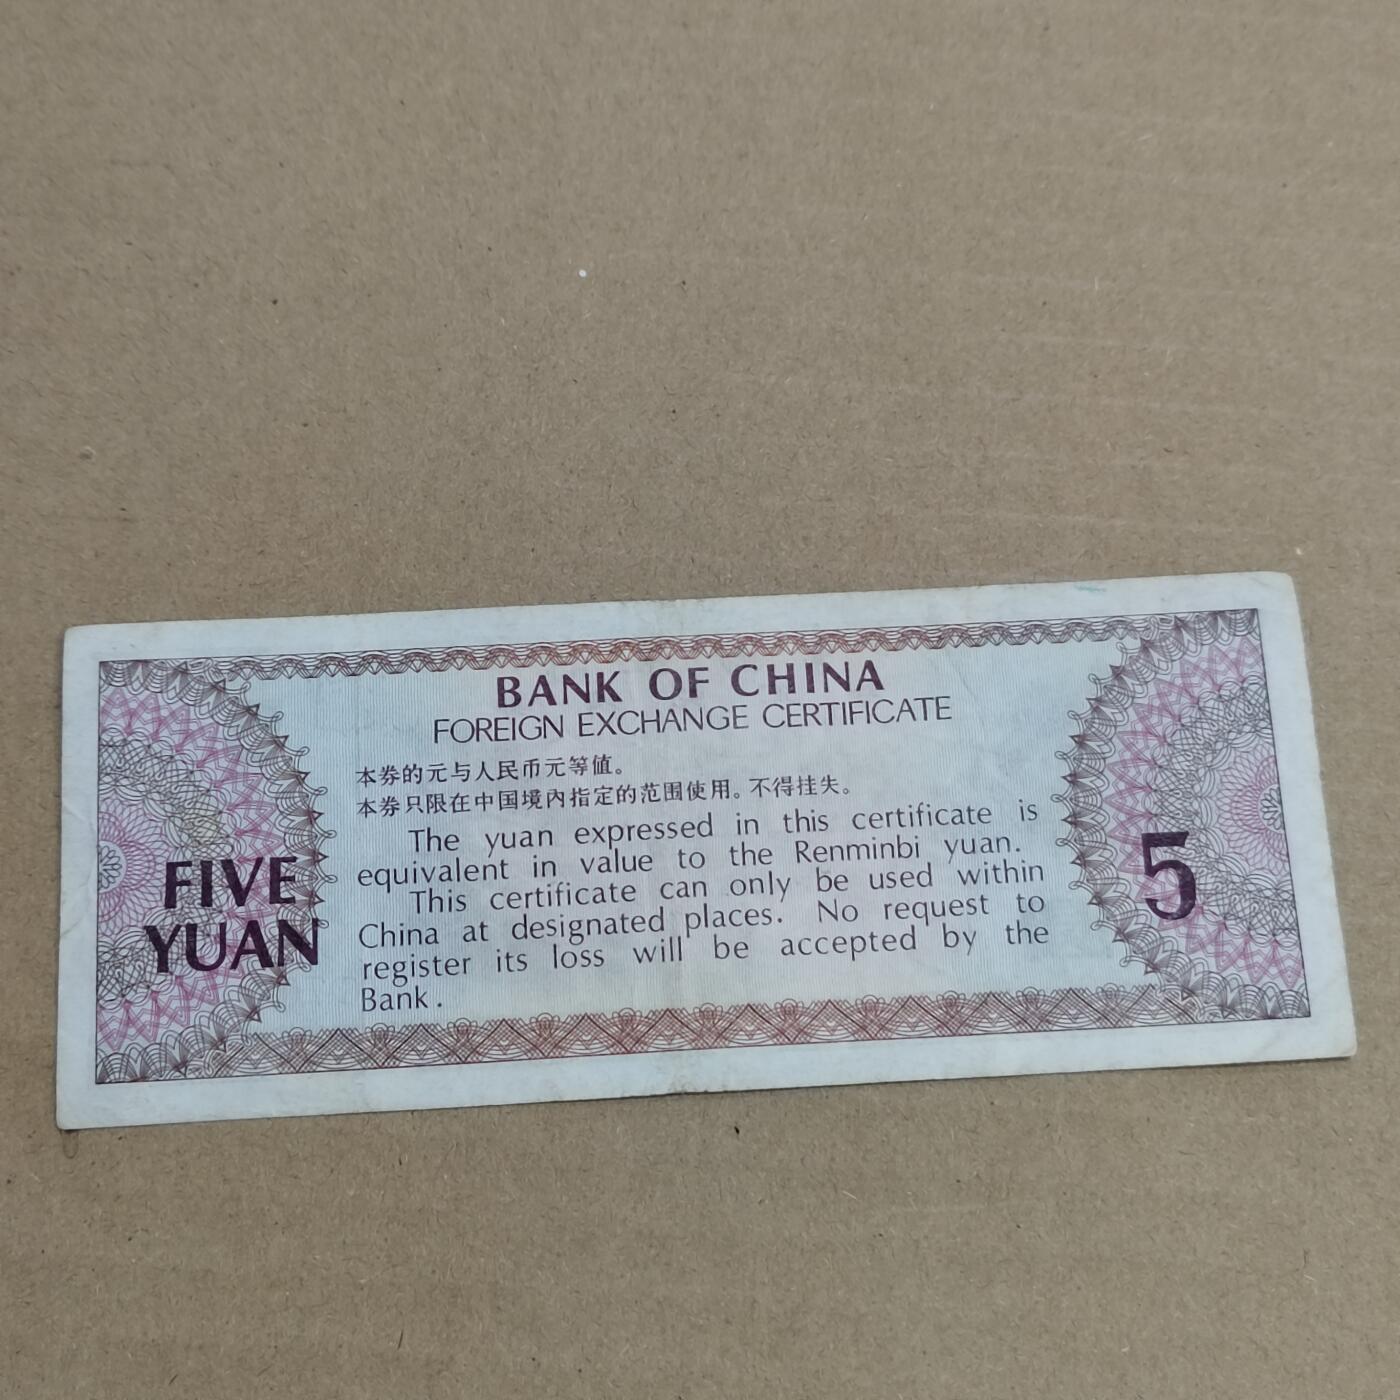 BANK OF CHINA
FOREIGN EXCHANGE CERTIFICATE
本券的元与人民币元等值。
本券只限在中国境内指定的范围使用。不得挂失。
The yuan expressed in this certificate is
equivalent in value to the Renminbi yuan.
This certificate can only be used within
China at designated places. No request to
register its loss will be accepted by the
Bank.
FIVE
YUAN
5